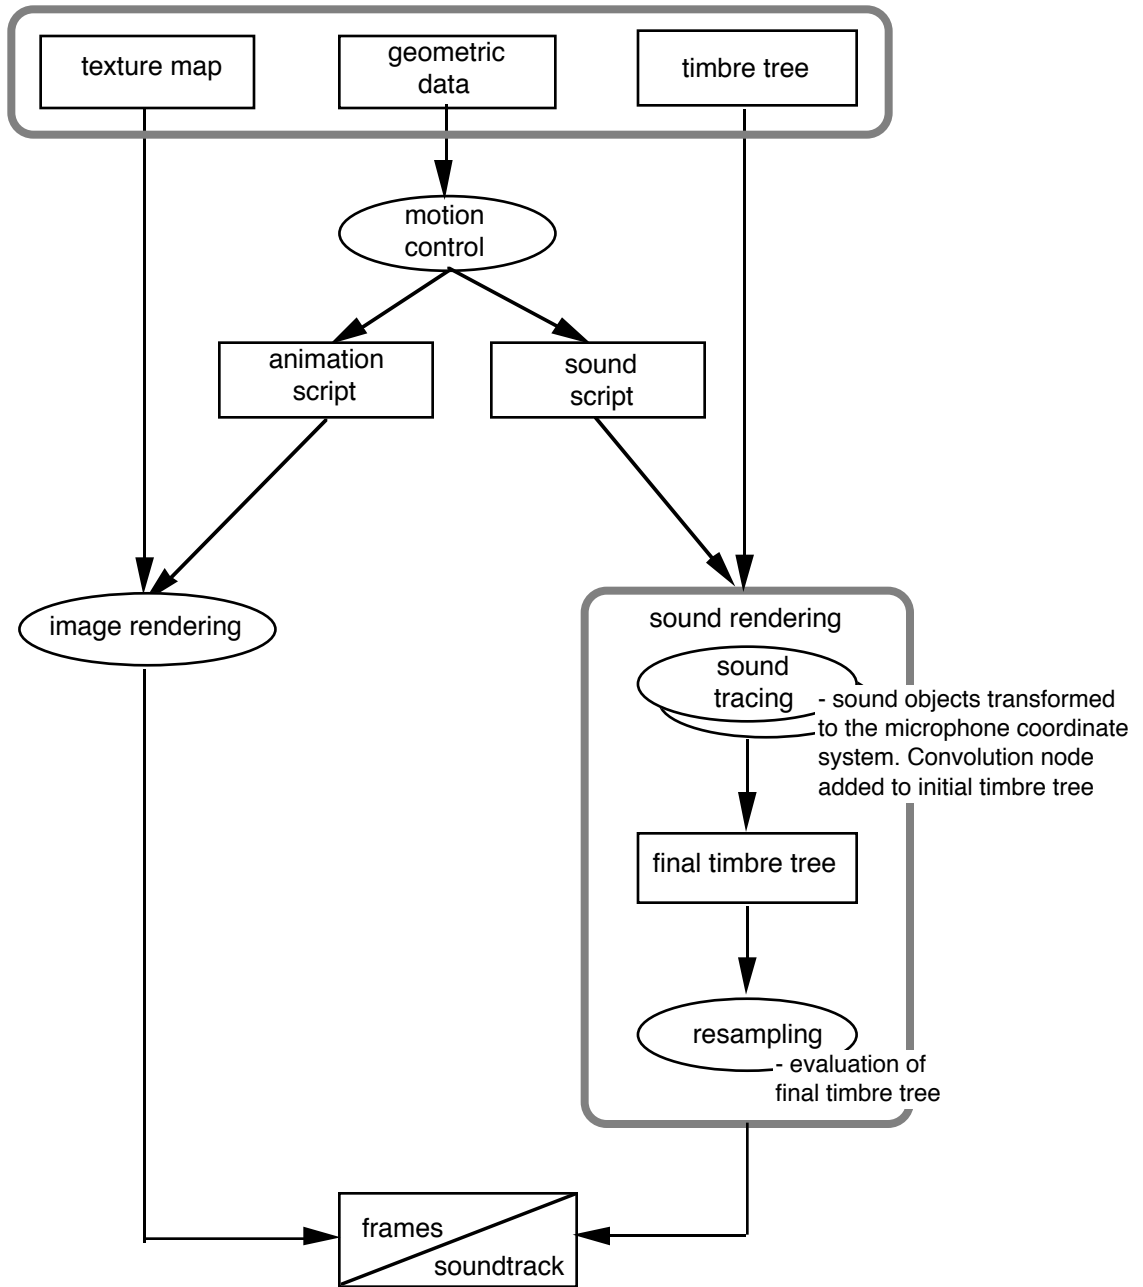 texture map
geometric
data
timbre tree
motion
control
animation
script
sound
script
image rendering
sound rendering
sound
tracing
- sound objects transformed
to the microphone coordinate
system. Convolution node
added to initial timbre tree
final timbre tree
resampling
- evaluation of
final timbre tree
frames
soundtrack